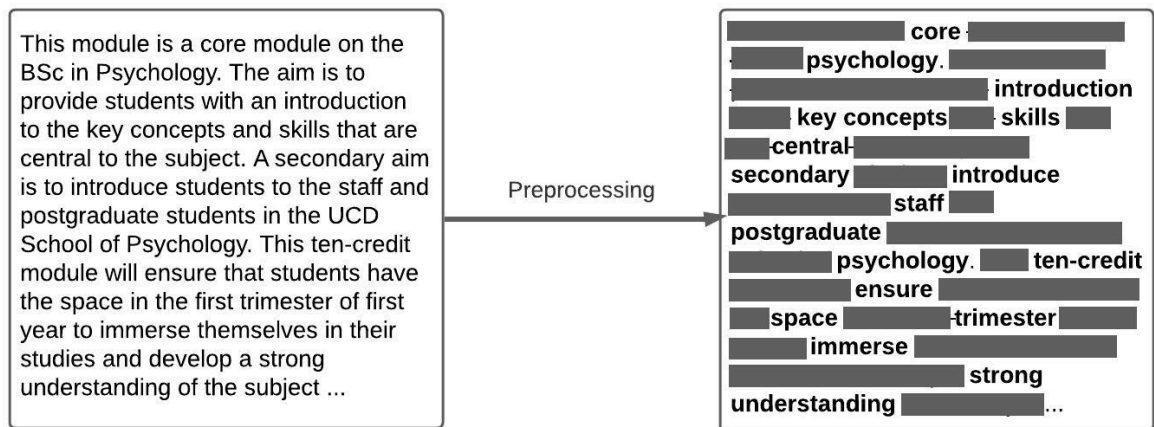 This module is a core module on the
BSc in Psychology. The aim is to
provide students with an introduction
to the key concepts and skills that are
central to the subject. A secondary aim
is to introduce students to the staff and
postgraduate students in the UCD
School of Psychology. This ten-credit
module will ensure that students have
the space in the first trimester of first
year to immerse themselves in their
studies and develop a strong
understanding of the subject ...
Preprocessing
core
psychology.
introduction
key concepts skills
central
secondary introduce
staff
postgraduate
psychology. ten-credit
ensure
space trimester
immerse
strong
understanding ...